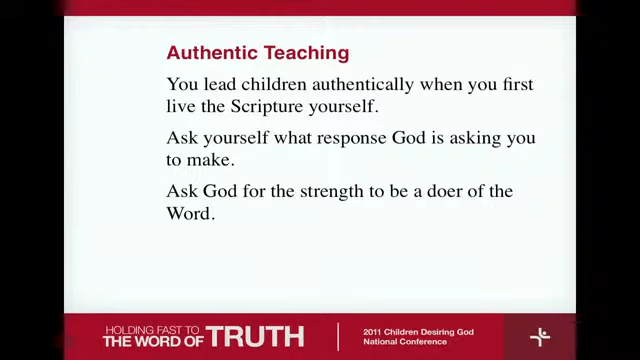 Authentic Teaching
You lead children authentically when you first
live the Scripture yourself.
Ask yourself what response God is asking you
to make.
Ask God for the strength to be a doer of the
Word.
HOLDING FAST TO
THE WORD OF TRUTH
2011 Children Desiring God
National Conference